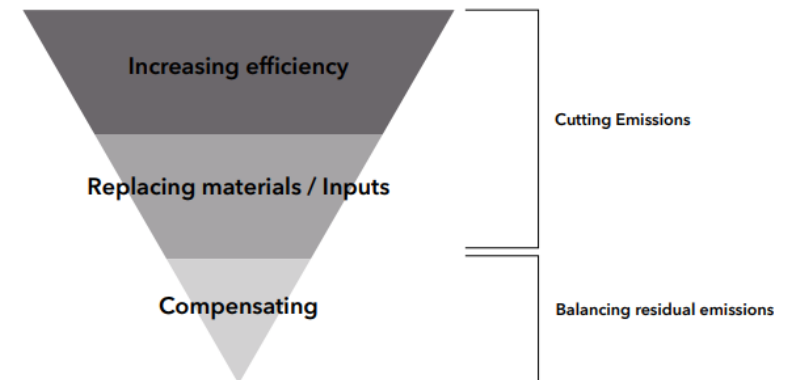 Increasing efficiency
Cutting Emissions
Replacing materials / Inputs
Compensating
Balancing residual emissions